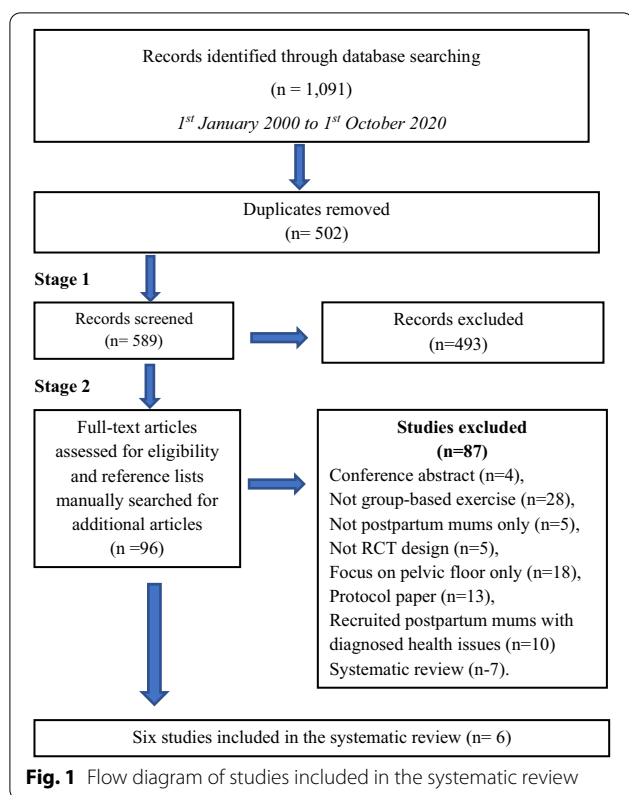 Records identified through database searching
(n = 1,091)
1st January 2000 to 1st October 2020
Duplicates removed
(n= 502)
Stage 1
Records screened
(n= 589)
Records excluded
(n=493)
Stage 2
Full-text articles
assessed for eligibility
and reference lists
manually searched for
additional articles
(n =96)
Studies excluded
(n=87)
Conference abstract (n=4),
Not group-based exercise (n=28),
Not postpartum mums only (n=5),
Not RCT design (n=5),
Focus on pelvic floor only (n=18),
Protocol paper (n=13),
Recruited postpartum mums with
diagnosed health issues (n=10)
Systematic review (n-7).
Six studies included in the systematic review (n= 6)
Fig. 1 Flow diagram of studies included in the systematic review